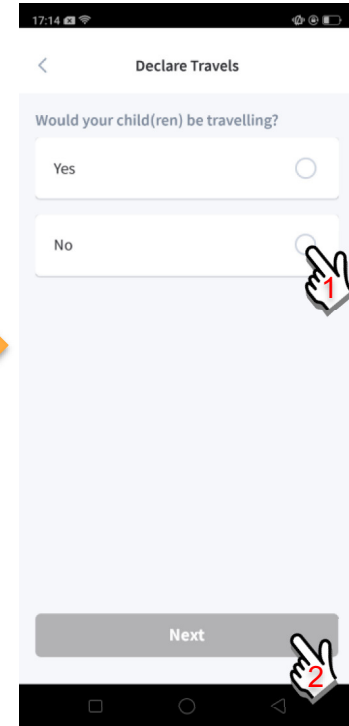 17:14
Declare Travels
Would your child(ren) be travelling?
Yes
No
1
Next
2